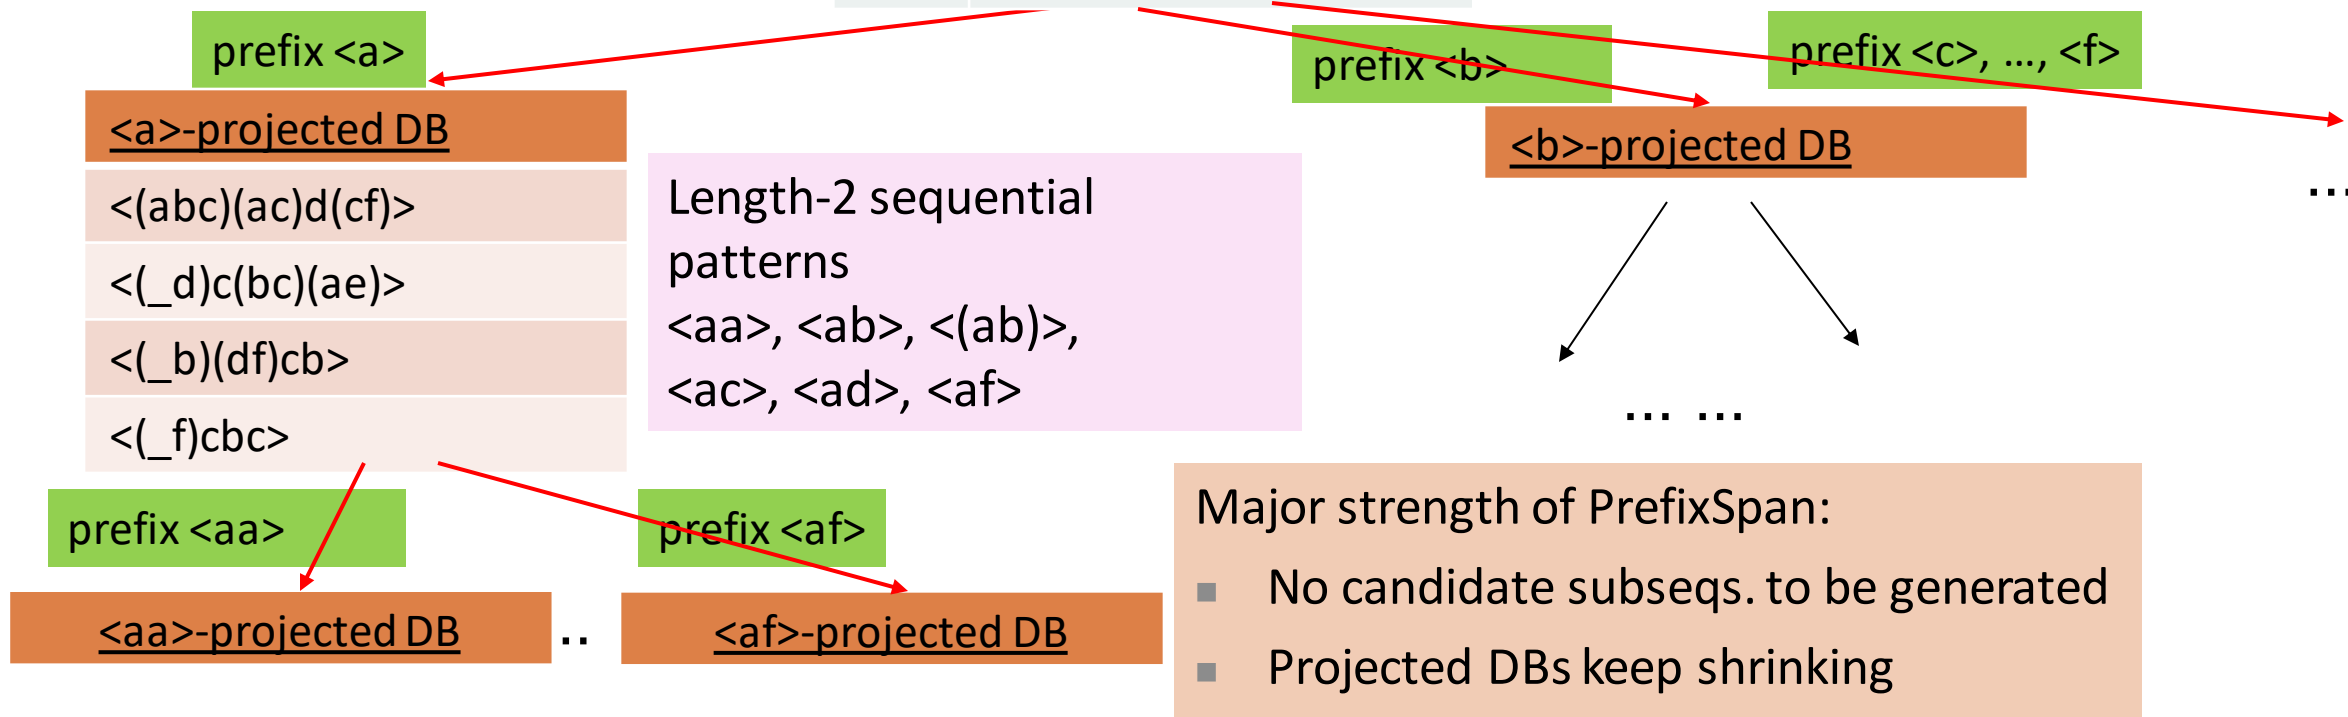 prefix <a>
prefix <b>
prefix <c>, …, <f>
<a>-projected DB
<(abc)(ac)d(cf)>
<(_d)c(bc)(ae)>
<(_b)(df)cb>
<(_f)cbc>
Length-2 sequential
patterns
<aa>, <ab>, <(ab)>,
<ac>, <ad>, <af>
<b>-projected DB
…
… …
prefix <aa>
prefix <af>
<aa>-projected DB
..
<af>-projected DB
Major strength of PrefixSpan:
■ No candidate subseqs. to be generated
■ Projected DBs keep shrinking